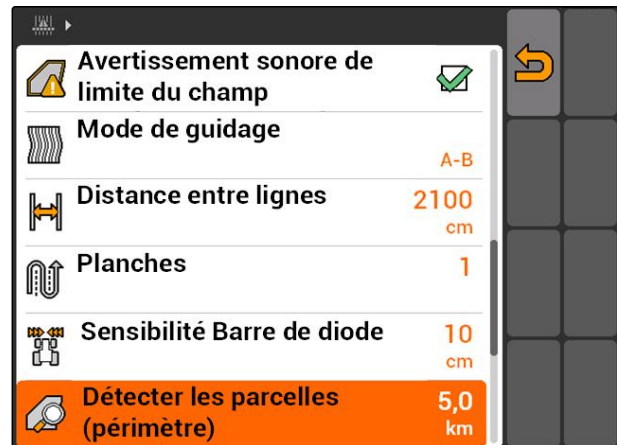 Avertissement sonore de
limite du champ
Mode de guidage
A-B
Distance entre lignes 2100
cm
Planches 1
Sensibilité Barre de diode 10
cm
Détecter les parcelles 5,0
(périmètre) km